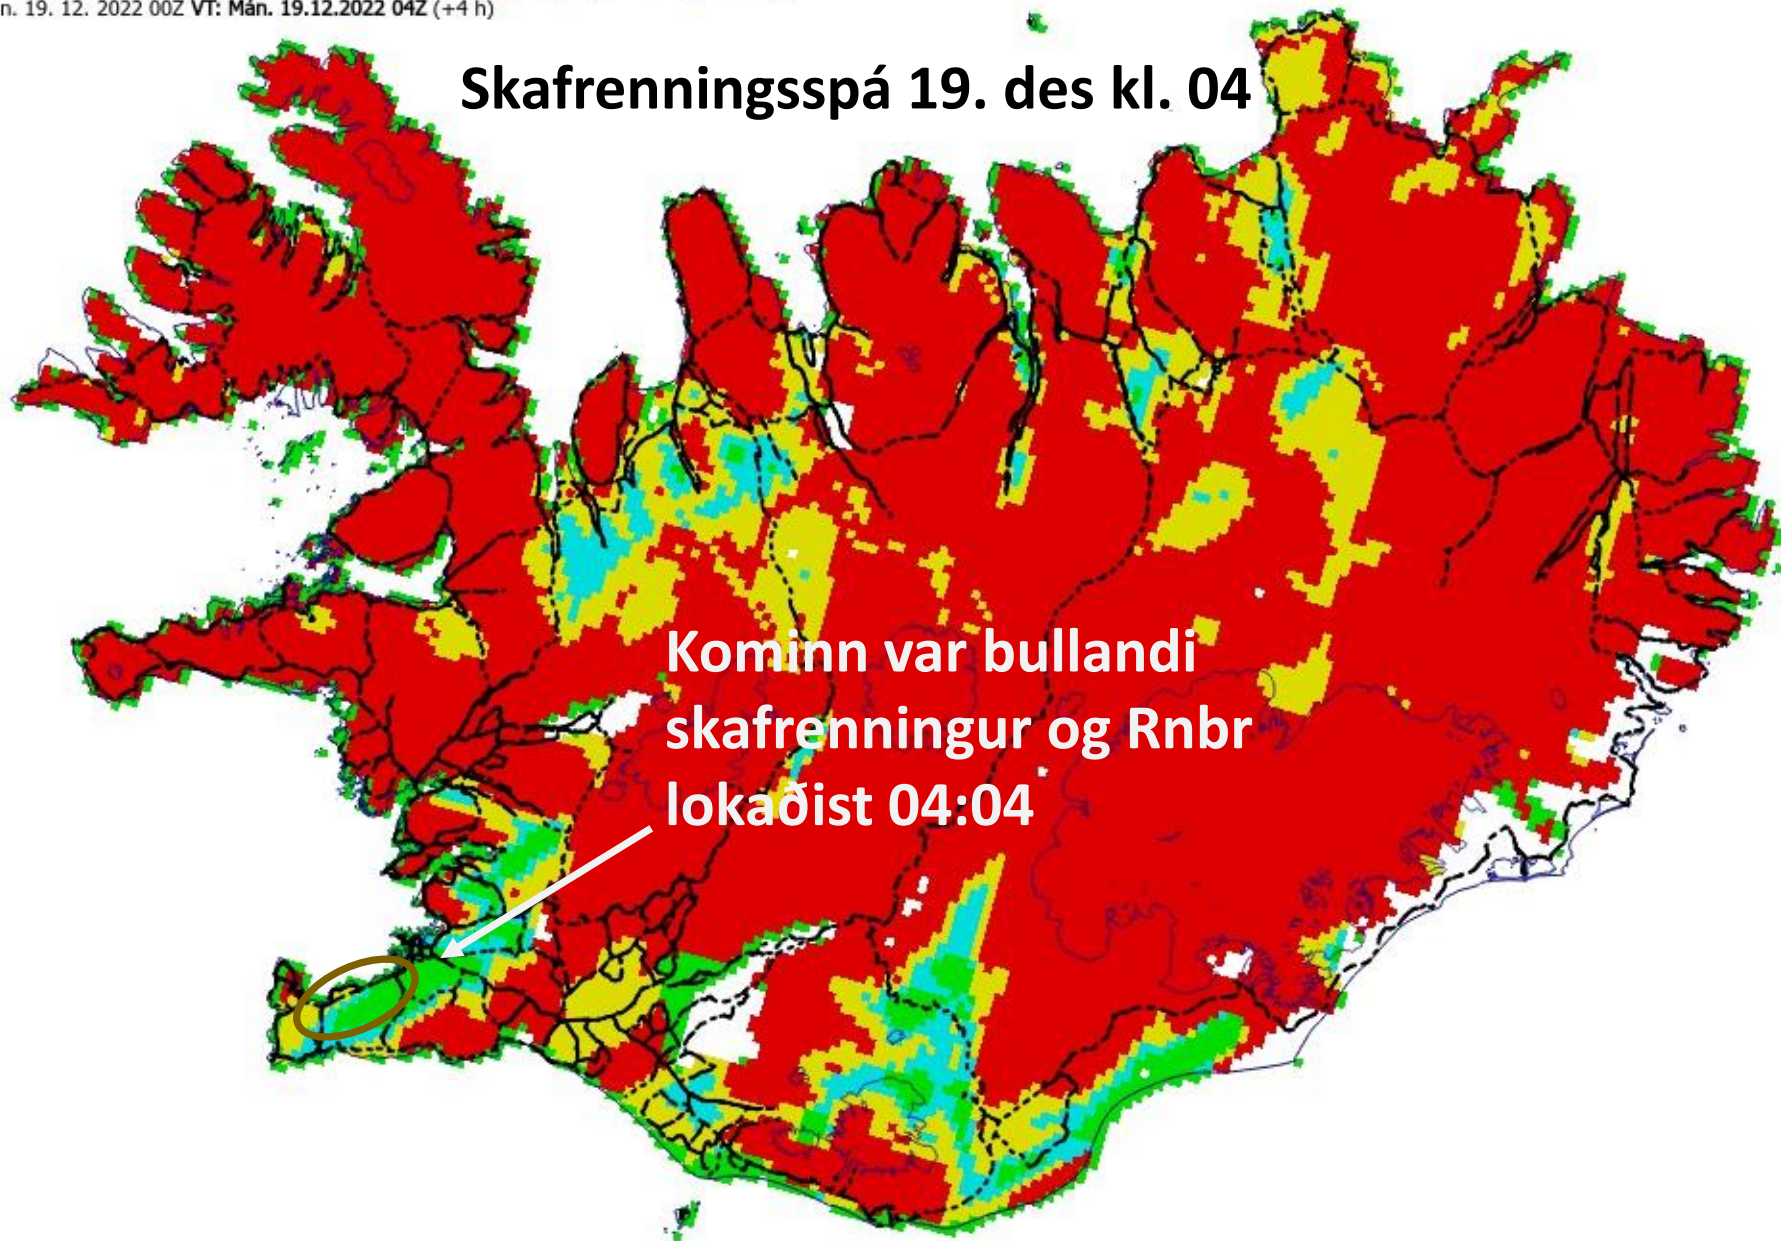 n. 19. 12. 2022 00Z VT: Mán. 19.12.2022 04Z (+4 h)
Skafrenningsspá 19. des kl. 04
Kominn var bullandi
skafrenningur og Rnbr
lokaðist 04:04